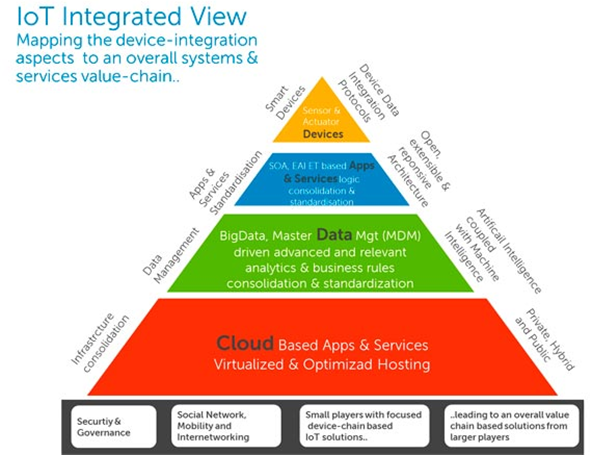 IoT Integrated View
Mapping the device-integration
aspects to an overall systems &
services value-chain..
Smart
Devices
Device Data
Integration
Protocols
Sensor &
Actuator
Devices
Apps &
Services
Standardisation
SOA, EAI ET based Apps
& Services logic
consolidation &
standardisation
Open,
extensible &
reponsive
Architecture
Data
Management
BigData, Master Data Mgt (MDM)
driven advanced and relevant
analytics & business rules
consolidation & standardization
Artificail Intelligence
coupled
with Machine
Intelligence
Infrastrcture
consolidation
Cloud Based Apps & Services
Virtualized & Optimizad Hosting
Private, Hybrid
and Public
Securtiy &
Governance
Social Network,
Mobility and
Internetworking
Small players with focused
device-chain based
IoT solutions..
..leading to an overall value
chain based solutions from
larger players